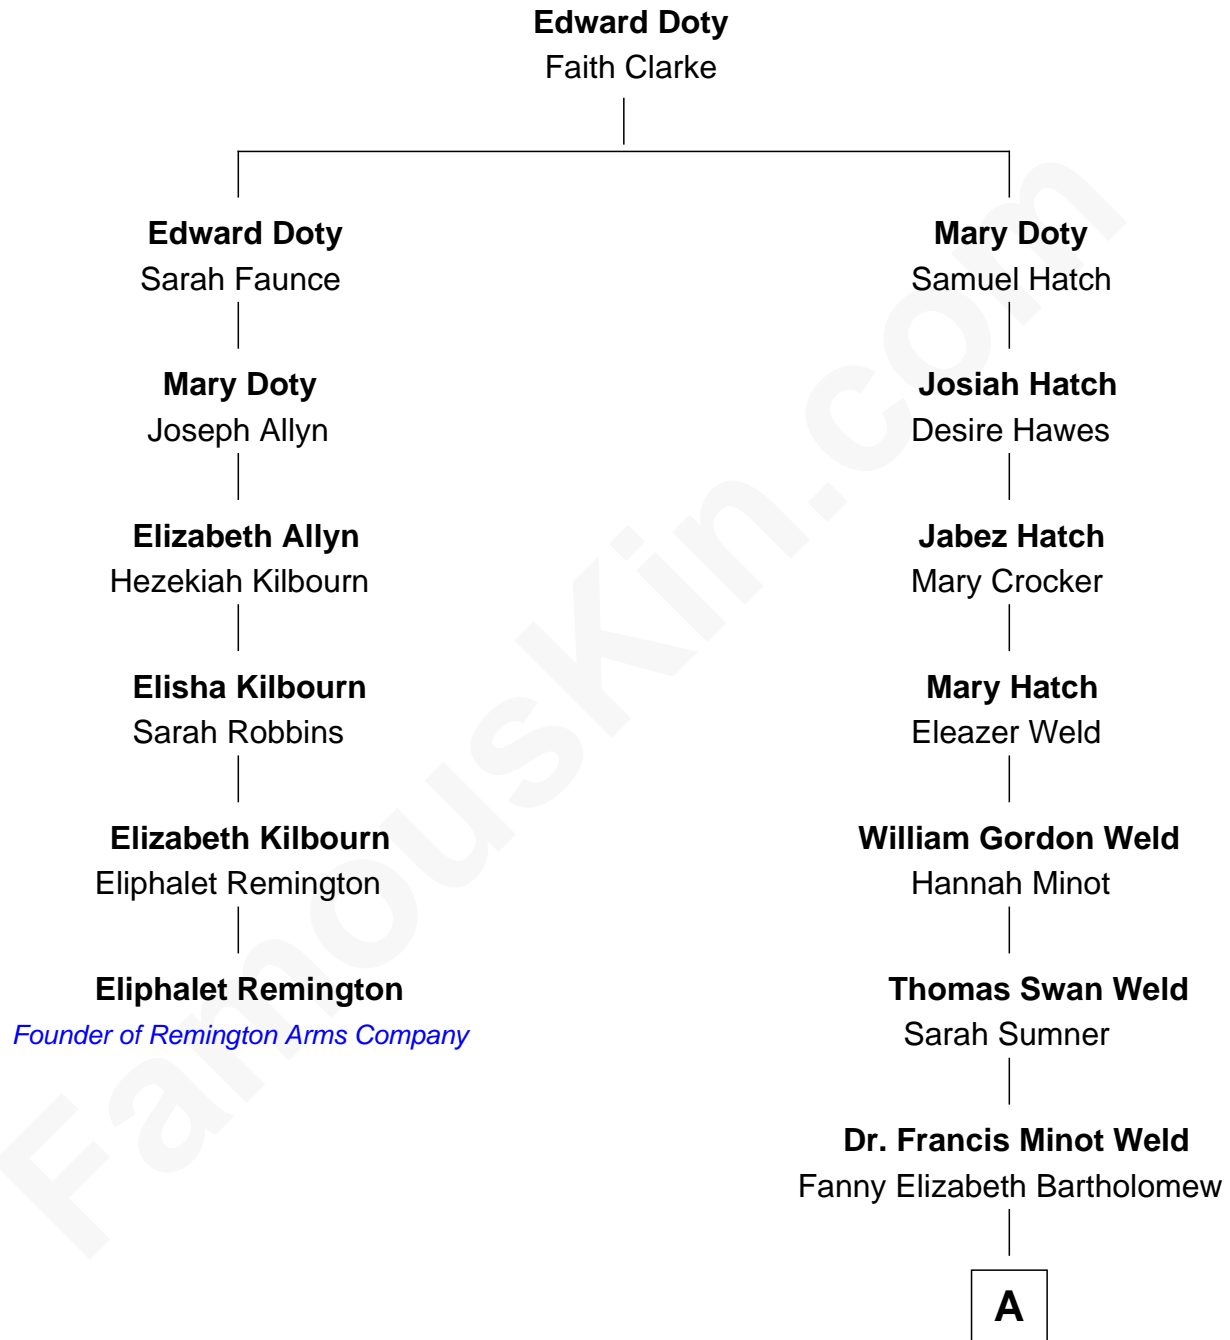 Edward Doty
Faith Clarke
Edward Doty
Sarah Faunce
Mary Doty
Joseph Allyn
Elizabeth Allyn
Hezekiah Kilbourn
Elisha Kilbourn
Sarah Robbins
Elizabeth Kilbourn
Eliphalet Remington
Eliphalet Remington
Founder of Remington Arms Company
Mary Doty
Samuel Hatch
Josiah Hatch
Desire Hawes
Jabez Hatch
Mary Crocker
Mary Hatch
Eleazer Weld
William Gordon Weld
Hannah Minot
Thomas Swan Weld
Sarah Sumner
Dr. Francis Minot Weld
Fanny Elizabeth Bartholomew
A
FamousKin.com